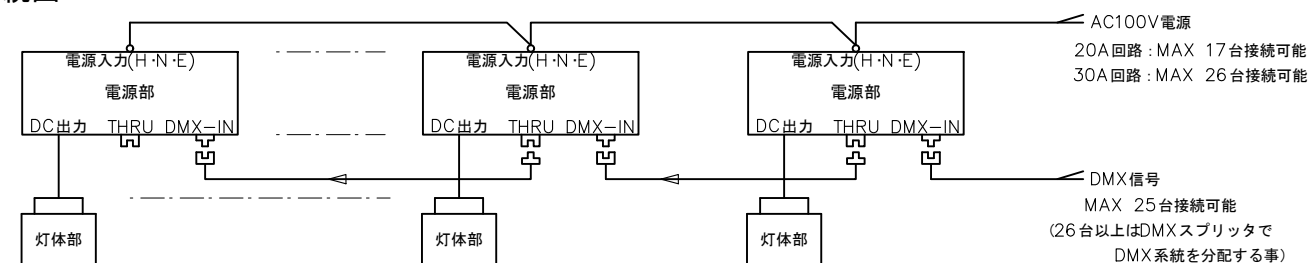 AC100V電源
20A回路:MAX 17台接続可能
30A回路:MAX 26台接続可能
電源入力(H·N·E)
電源部
DC出力 THRU DMX-IN
灯体部
電源入力(H·N·E)
電源部
DC出力 THRU DMX-IN
灯体部
電源入力(H·N·E)
電源部
DC出力 THRU DMX-IN
灯体部
DMX信号
MAX 25台接続可能
(26台以上はDMXスプリッタで
DMX系統を分配する事)